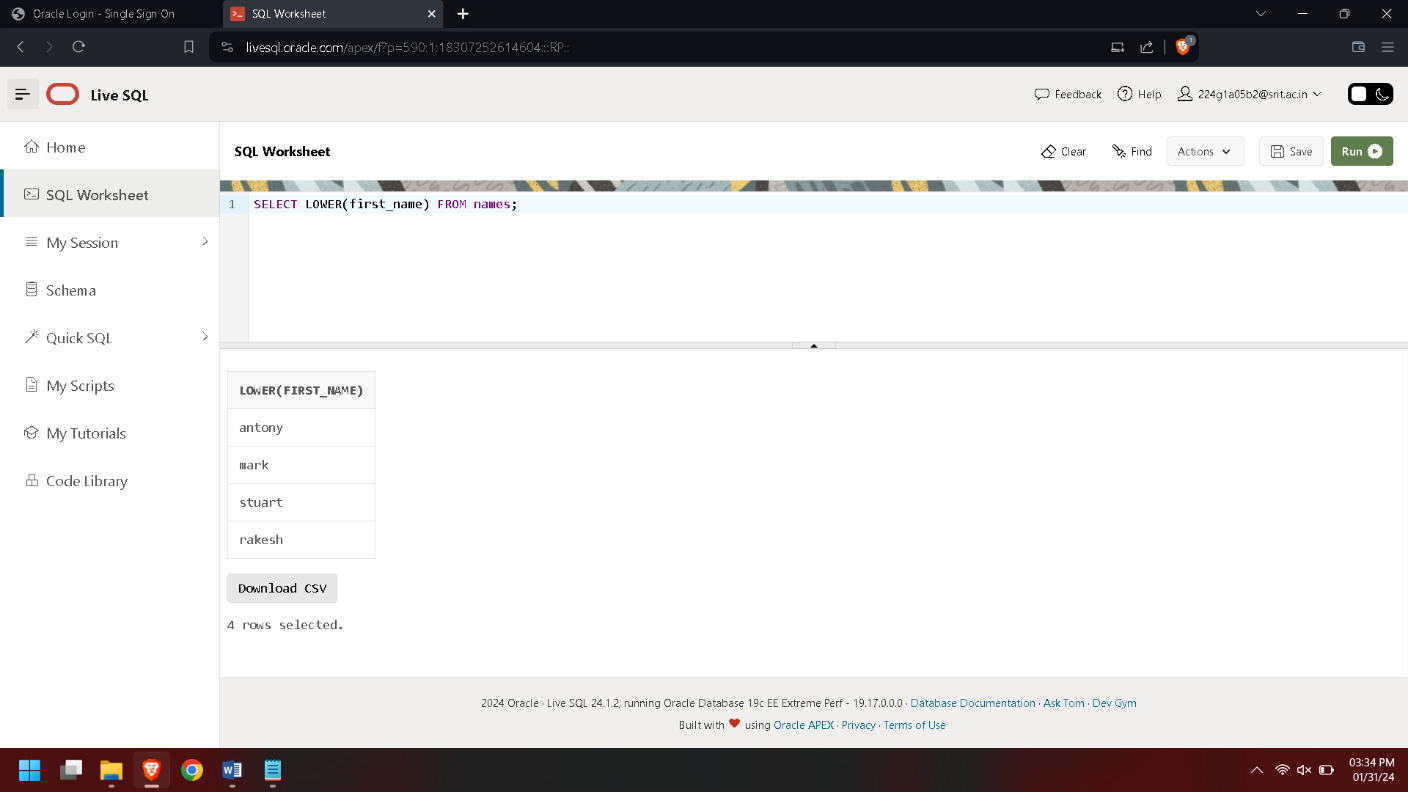 Oracle Login - Single Sign On
SQL Worksheet
livesql.oracle.com/apex/f?p=590:1:18307252614604:::RP::
1
Live SQL
Feedback
Help
224g1a05b2@srit.ac.in
Home
SQL Worksheet
My Session
Schema
Quick SQL
My Scripts
My Tutorials
Code Library
SQL Worksheet
Clear
Find
Actions
Save
Run
1 SELECT LOWER(first_name) FROM names;
LOWER(FIRST_NAME)
antony
mark
stuart
rakesh
Download CSV
4 rows selected.
2024 Oracle · Live SQL 24.1.2, running Oracle Database 19c EE Extreme Perf - 19.17.0.0.0 · Database Documentation · Ask Tom · Dev Gym
Built with ❤ using Oracle APEX · Privacy · Terms of Use
03:34 PM
01/31/24